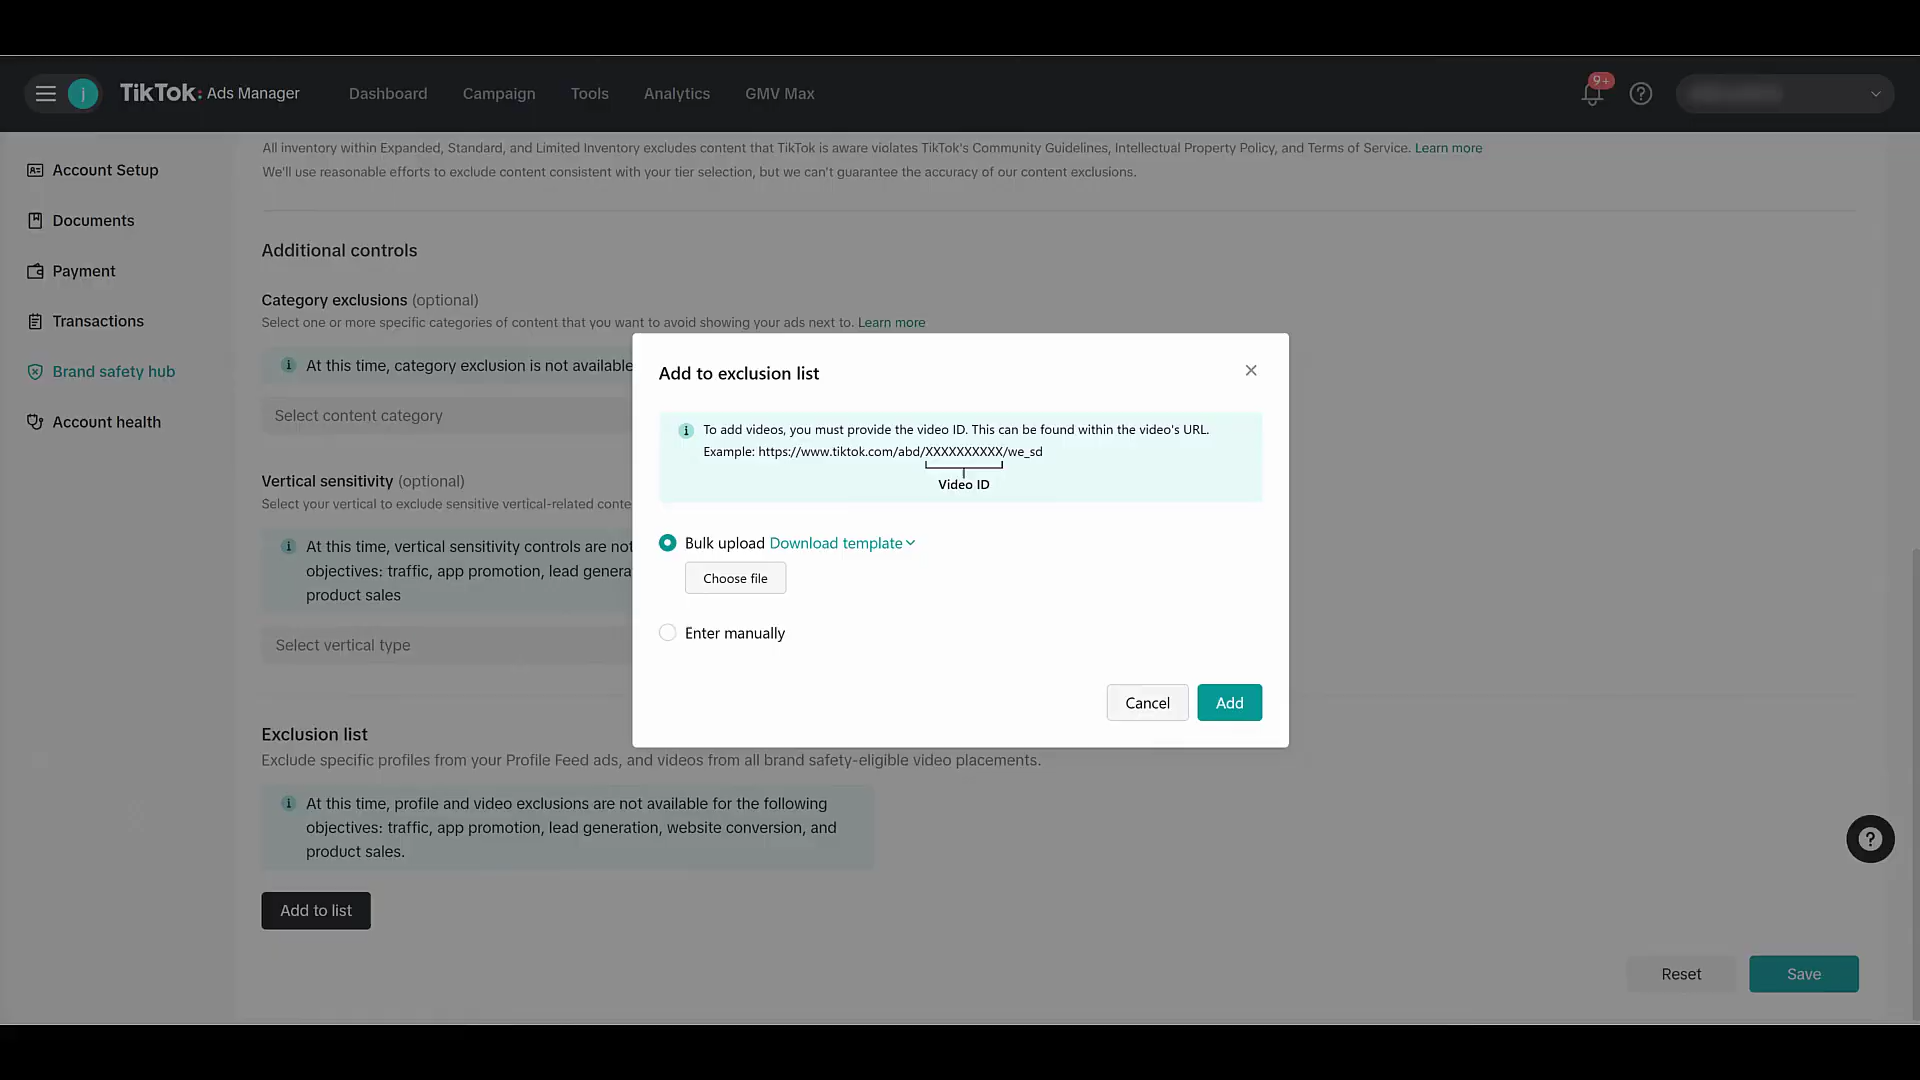 TikTok: Ads Manager
Dashboard
Campaign
Tools
Analytics
GMV Max
9+
Account Setup
Documents
Payment
Transactions
Brand safety hub
Account health
All inventory within Expanded, Standard, and Limited Inventory excludes content that TikTok is aware violates TikTok's Community Guidelines, Intellectual Property Policy, and Terms of Service. Learn more
We'll use reasonable efforts to exclude content consistent with your tier selection, but we can't guarantee the accuracy of our content exclusions.
Additional controls
Category exclusions (optional)
Select one or more specific categories of content that you want to avoid showing your ads next to. Learn more
At this time, category exclusion is not available
Select content category
Vertical sensitivity (optional)
Select your vertical to exclude sensitive vertical-related conte
At this time, vertical sensitivity controls are not
objectives: traffic, app promotion, lead genera
product sales
Select vertical type
Add to exclusion list
To add videos, you must provide the video ID. This can be found within the video's URL.
Example: https://www.tiktok.com/abd/XXXXXXXXXX/we_sd
Video ID
Bulk upload Download template
Choose file
Enter manually
Cancel
Add
Exclusion list
Exclude specific profiles from your Profile Feed ads, and videos from all brand safety-eligible video placements.
At this time, profile and video exclusions are not available for the following
objectives: traffic, app promotion, lead generation, website conversion, and
product sales.
Add to list
Reset
Save